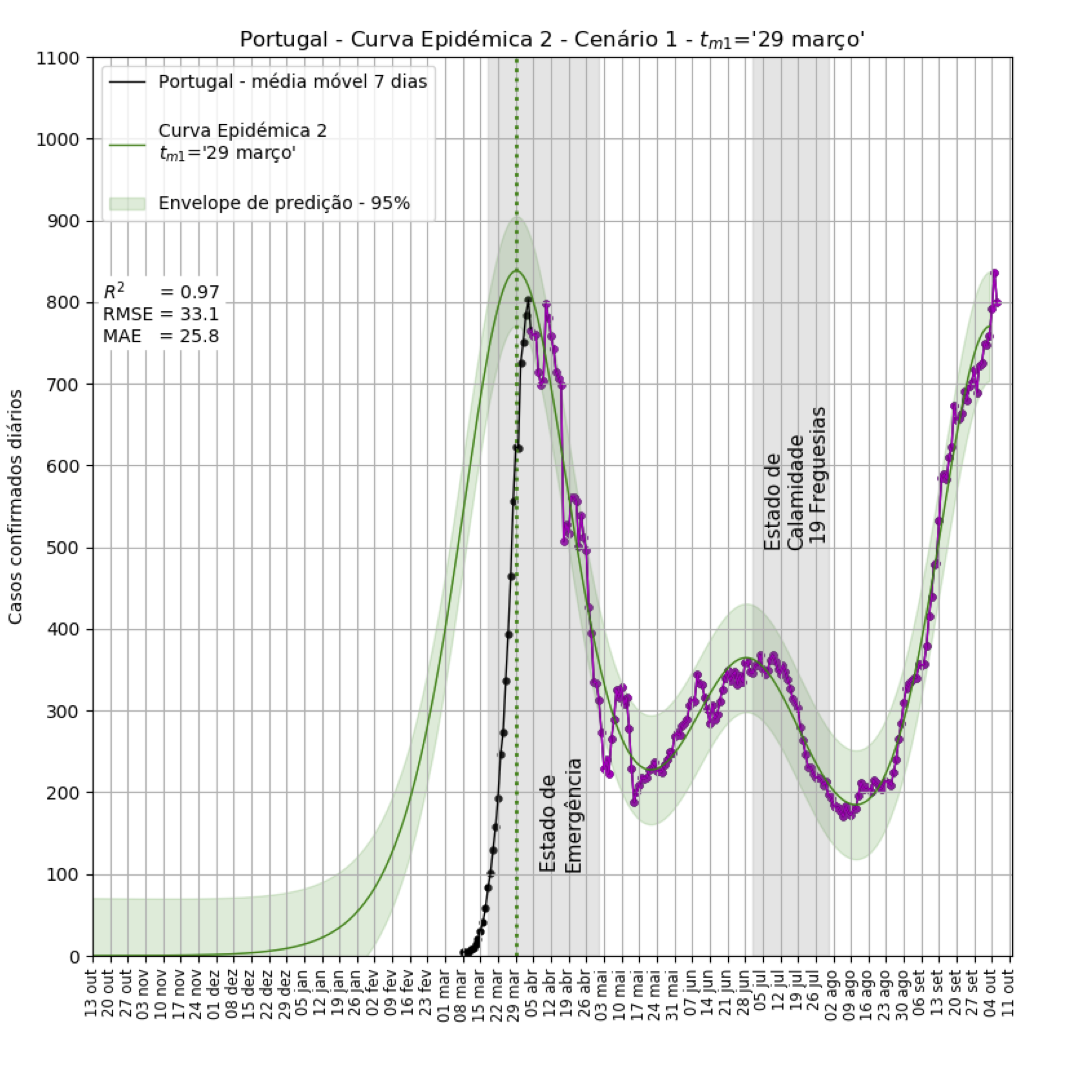 Portugal - Curva Epidémica 2 - Cenário 1 - tm1='29 março'
Portugal - média móvel 7 dias
Curva Epidémica 2
tm1='29 março'
Envelope de predição - 95%
R² = 0.97
RMSE = 33.1
MAE = 25.8
Casos confirmados diários
1100
1000
900
800
700
600
500
400
300
200
100
0
Estado de
Emergência
Estado de
Calamidade
19 Freguesias
13 out
20 out
27 out
03 nov
10 nov
17 nov
24 nov
01 dez
08 dez
15 dez
22 dez
29 dez
05 jan
12 jan
19 jan
26 jan
02 fev
09 fev
16 fev
23 fev
01 mar
08 mar
15 mar
22 mar
29 mar
05 abr
12 abr
19 abr
26 abr
03 mai
10 mai
17 mai
24 mai
31 mai
07 jun
14 jun
21 jun
28 jun
05 jul
12 jul
19 jul
26 jul
02 ago
09 ago
16 ago
23 ago
30 ago
06 set
13 set
20 set
27 set
04 out
11 out